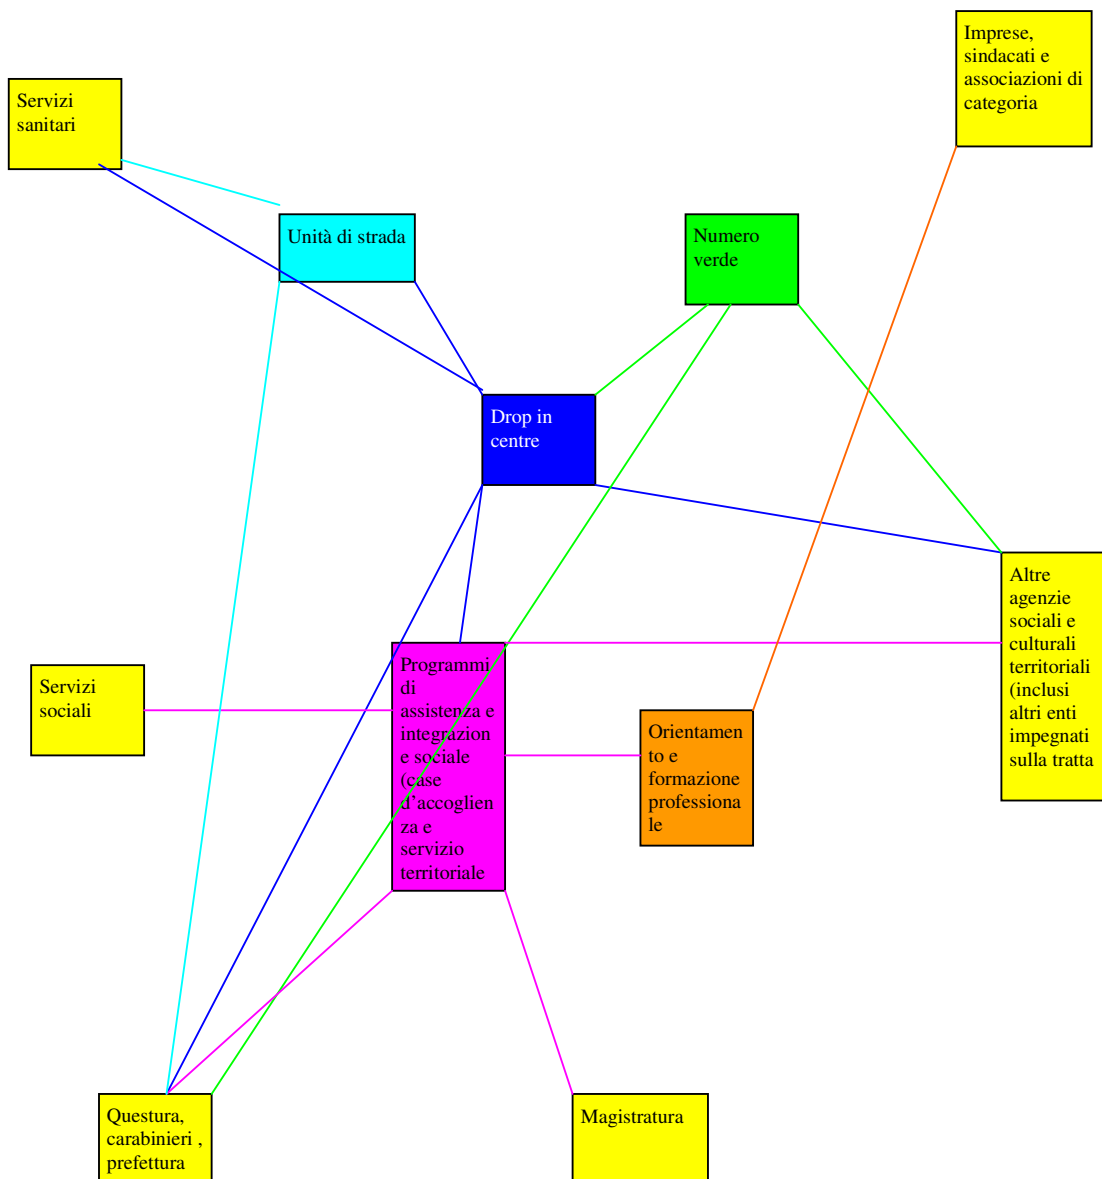 Imprese,
sindacati e
associazioni di
categoria
Servizi
sanitari
Unità di strada
Numero
verde
Drop in
centre
Altre
agenzie
sociali e
culturali
territoriali
(inclusi
altri enti
impegnati
sulla tratta
Servizi
sociali
Programmi
di
assistenza e
integrazion
e sociale
(case
d’accoglien
za e
servizio
territoriale
Orientamen
to e
formazione
professiona
le
Questura,
carabinieri ,
prefettura
Magistratura